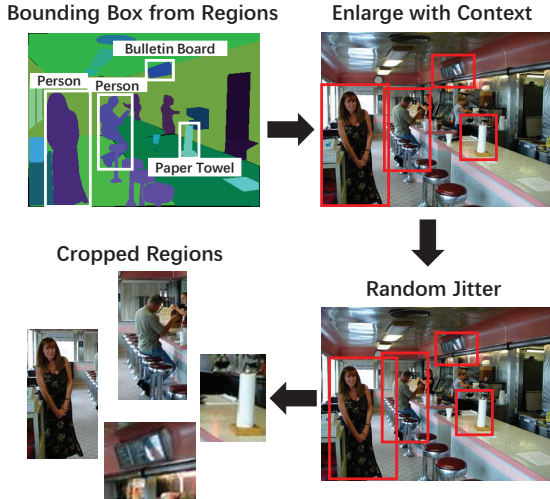 Bounding Box from Regions
Enlarge with Context
Bulletin Board
Person
Person
Paper Towel
Cropped Regions
Random Jitter